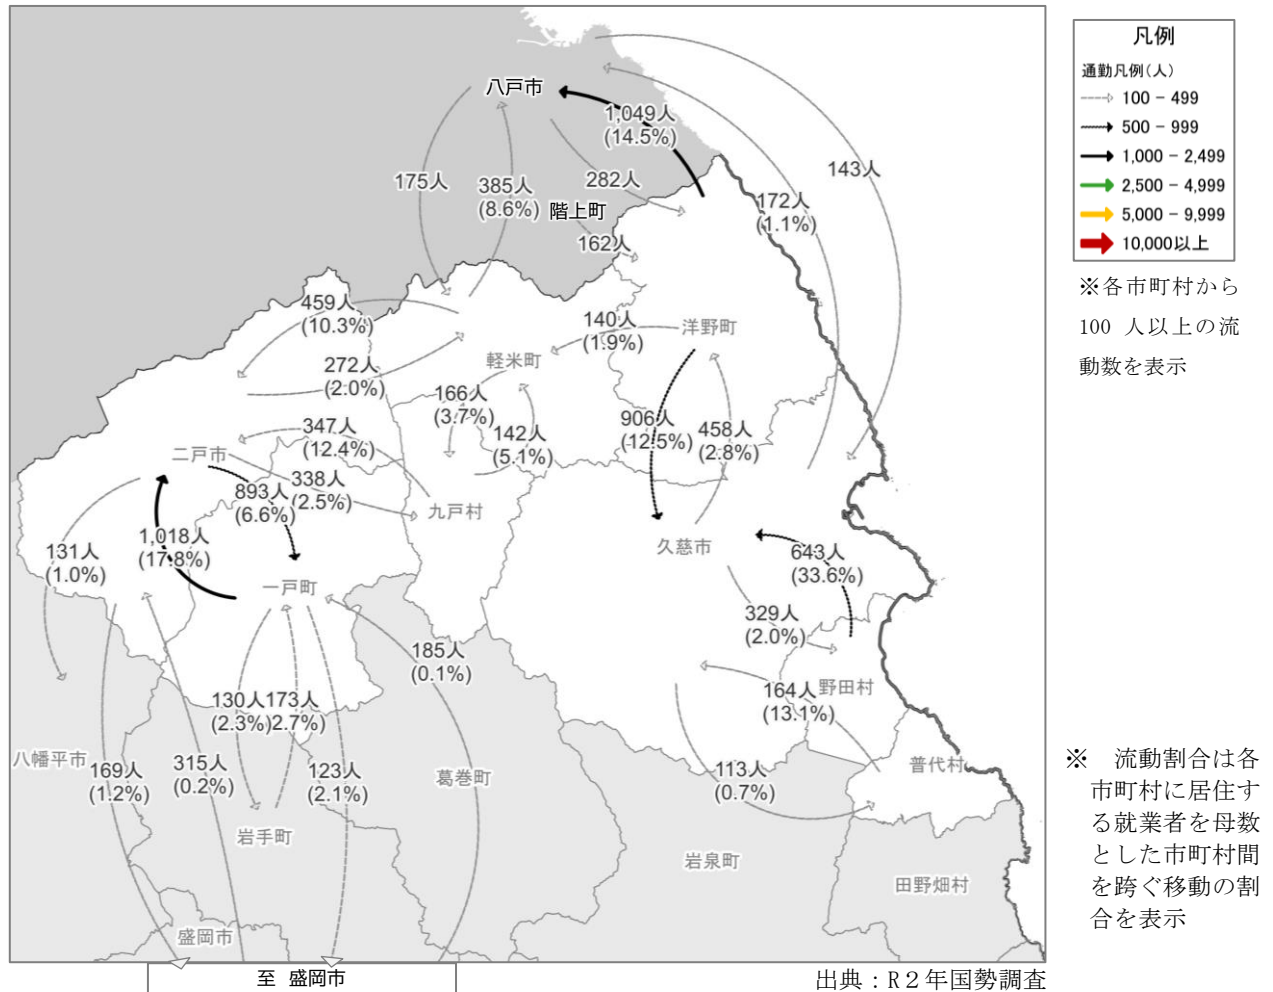 凡例
通勤凡例(人)
100 - 499
500 - 999
1,000 - 2,499
2,500 - 4,999
5,000 - 9,999
10,000以上
※各市町村から
100 人以上の流
動数を表示
八戸市
1,049人
(14.5%)
143人
175人
385人
(8.6%)
282人
階上町
172人
(1.1%)
162人
459人
(10.3%)
140人
(1.9%)
洋野町
軽米町
272人
(2.0%)
166人
(3.7%)
142人
(5.1%)
906人
(12.5%)
458人
(2.8%)
347人
(12.4%)
二戸市
338人
(2.5%)
893人
(6.6%)
九戸村
1,018人
(17.8%)
131人
(1.0%)
久慈市
643人
(33.6%)
一戸町
329人
(2.0%)
185人
(0.1%)
164人
(13.1%)
野田村
130人
(2.3%)
173人
2.7%)
八幡平市
169人
(1.2%)
315人
(0.2%)
123人
(2.1%)
葛巻町
113人
(0.7%)
普代村
岩手町
岩泉町
田野畑村
盛岡市
至 盛岡市
※ 流動割合は各
市町村に居住す
る就業者を母数
とした市町村間
を跨ぐ移動の割
合を表示
出典：R２年国勢調査